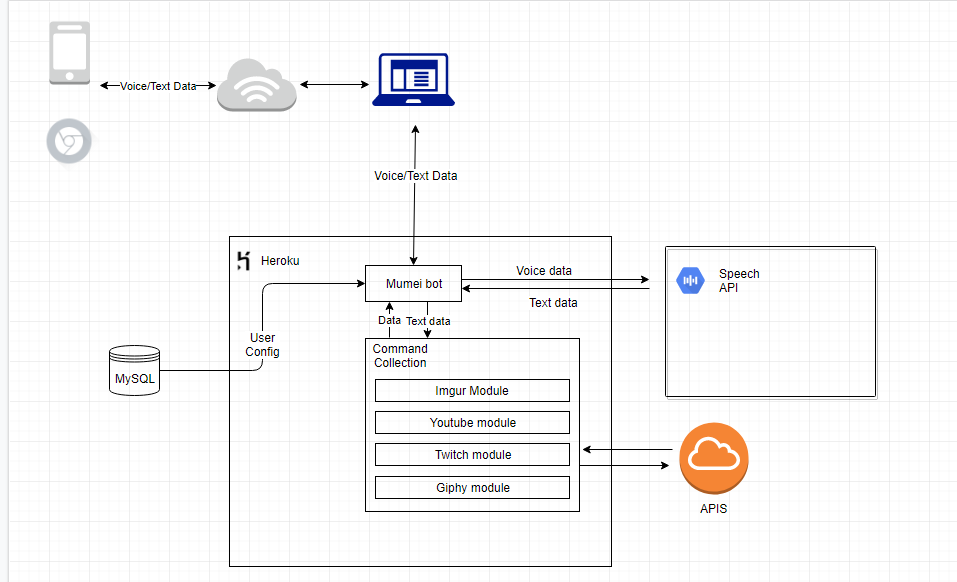 Voice/Text Data
Voice/Text Data
Heroku
Mumei bot
Voice data
Text data
Speech
API
Data
Text data
User
Config
MySQL
Command
Collection
Imgur Module
Youtube module
Twitch module
Giphy module
APIS